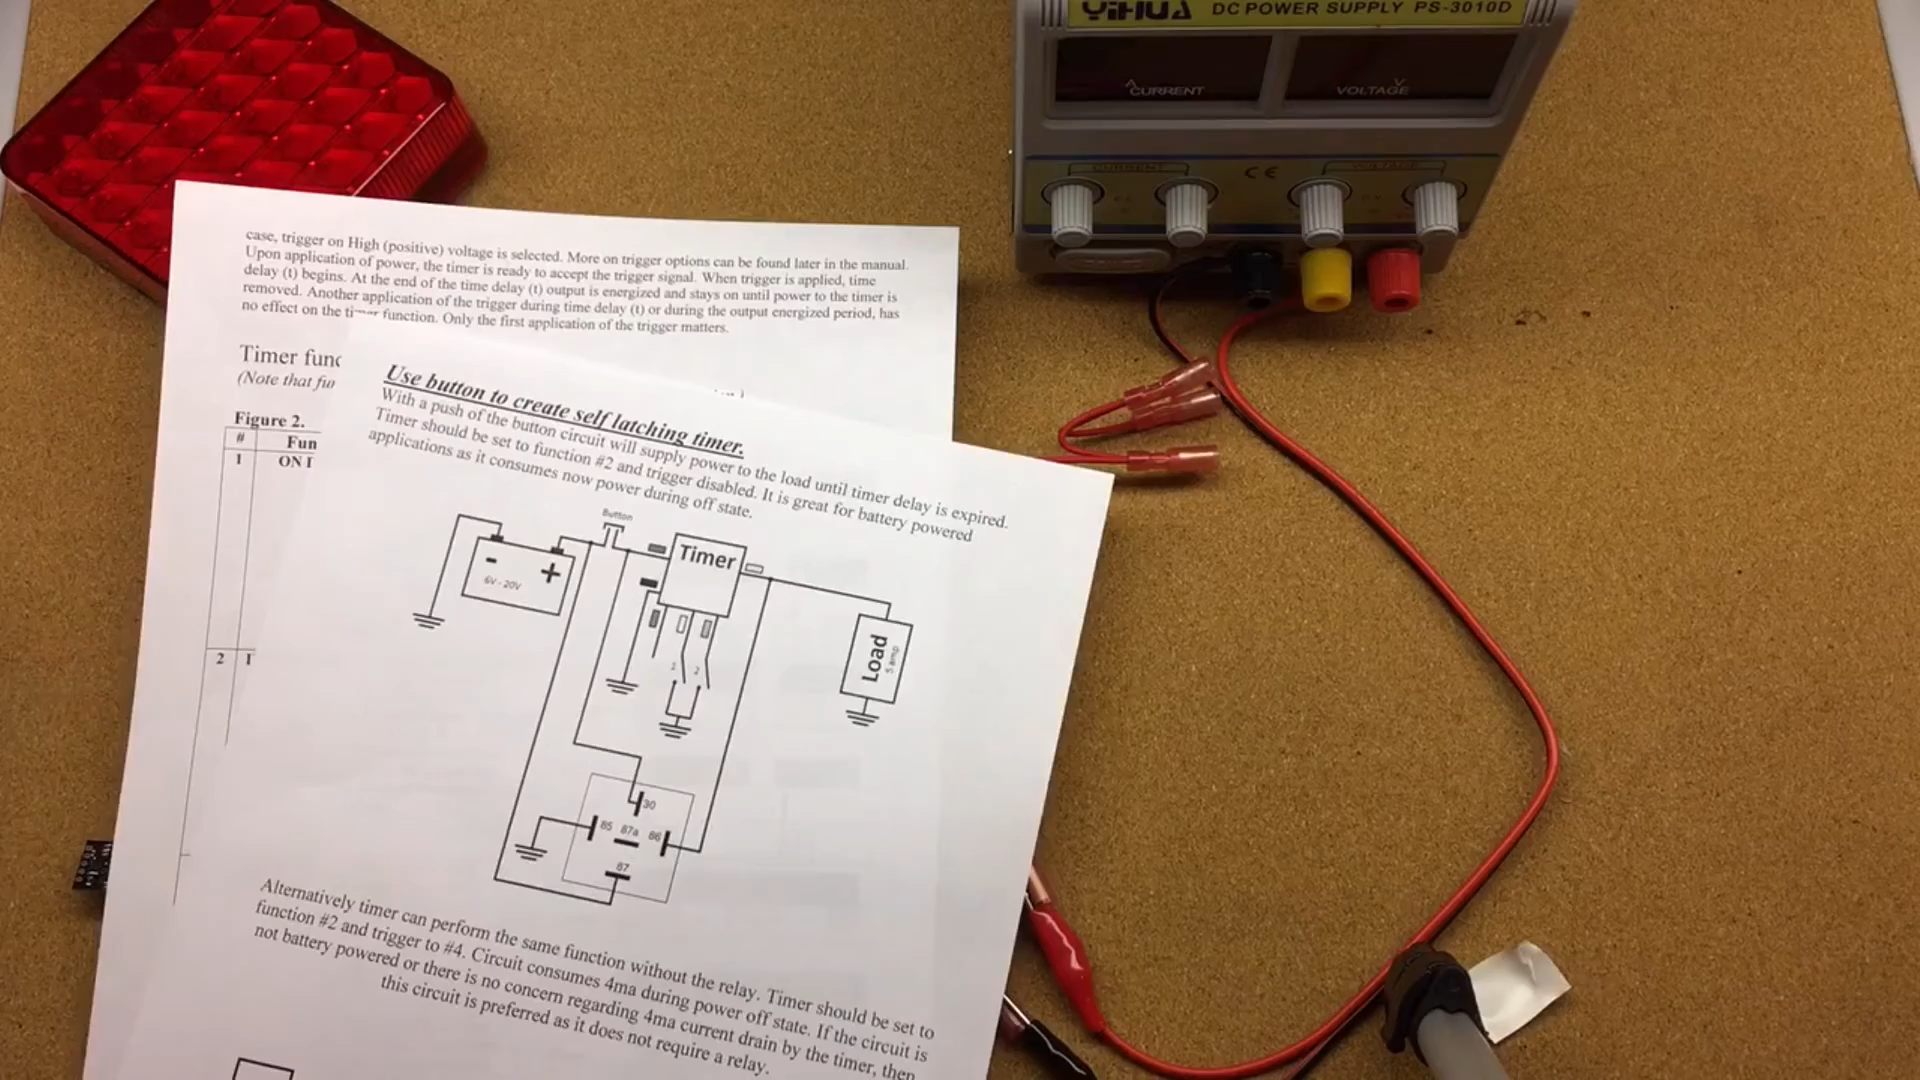 YIHUA DC POWER SUPPLY PS-3010D
A V
CURRENT VOLTAGE
CURRENT VOLTAGE
CE
case, trigger on High (positive) voltage is selected. More on trigger options can be found later in the manual.
Upon application of power, the timer is ready to accept the trigger signal. When trigger is applied, time
delay (t) begins. At the end of the time delay (t) output is energized and stays on until power to the timer is
removed. Another application of the trigger during time delay (t) or during the output energized period, has
no effect on the timer function. Only the first application of the trigger matters.
Timer func
(Note that fu
Figure 2.
# Fun
1 ON
2
Use button to create self latching timer.
With a push of the button circuit will supply power to the load until timer delay is expired.
Timer should be set to function #2 and trigger disabled. It is great for battery powered
applications as it consumes now power during off state.
Button
Timer
- +
6V - 20V
1 2
Load
5 amp
30
85 87a 86
87
Alternatively timer can perform the same function without the relay. Timer should be set to
function #2 and trigger to #4. Circuit consumes 4ma during power off state. If the circuit is
not battery powered or there is no concern regarding 4ma current drain by the timer, then
this circuit is preferred as it does not require a relay.